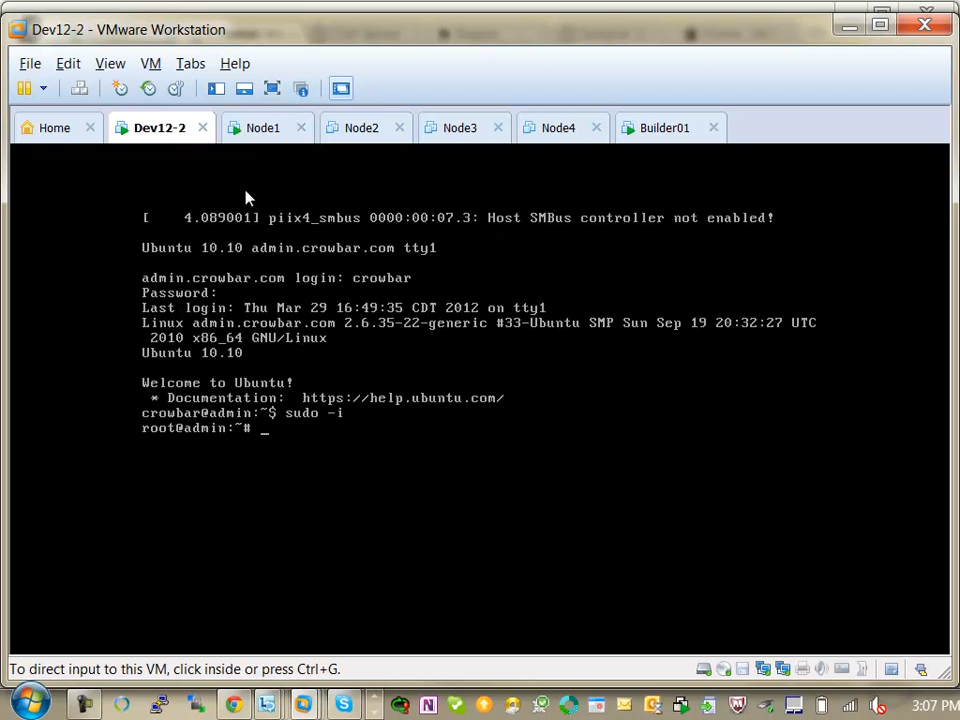 Dev12-2 - VMware Workstation
File Edit View VM Tabs Help
Home Dev12-2 Node1 Node2 Node3 Node4 Builder01
[    4.089001] piix4_smbus 0000:00:07.3: Host SMBus controller not enabled!
Ubuntu 10.10 admin.crowbar.com tty1
admin.crowbar.com login: crowbar
Password:
Last login: Thu Mar 29 16:49:35 CDT 2012 on tty1
Linux admin.crowbar.com 2.6.35-22-generic #33-Ubuntu SMP Sun Sep 19 20:32:27 UTC
2010 x86_64 GNU/Linux
Ubuntu 10.10
Welcome to Ubuntu!
* Documentation:  https://help.ubuntu.com/
crowbar@admin:~$ sudo -i
root@admin:~# _
To direct input to this VM, click inside or press Ctrl+G.
3:07 PM